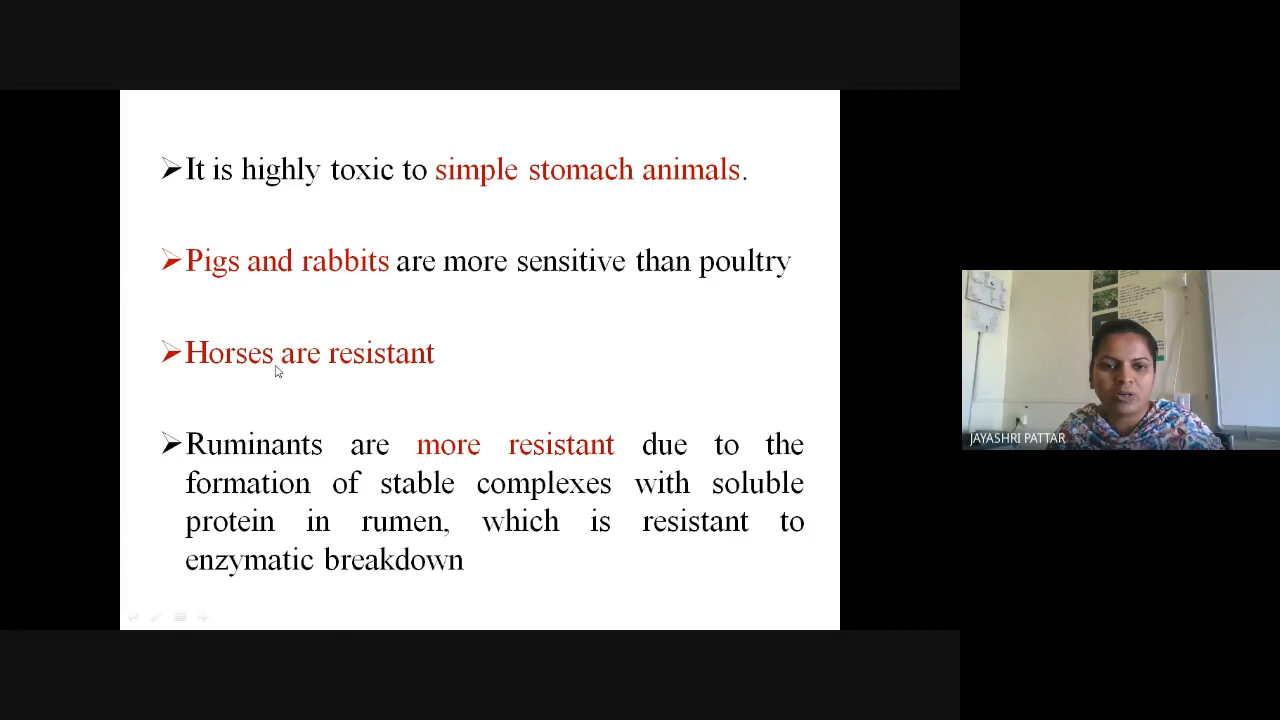 ➢It is highly toxic to simple stomach animals.
➢Pigs and rabbits are more sensitive than poultry
➢Horses are resistant
➢Ruminants are more resistant due to the
formation of stable complexes with soluble
protein in rumen, which is resistant to
enzymatic breakdown
JAYASHRI PATTAR